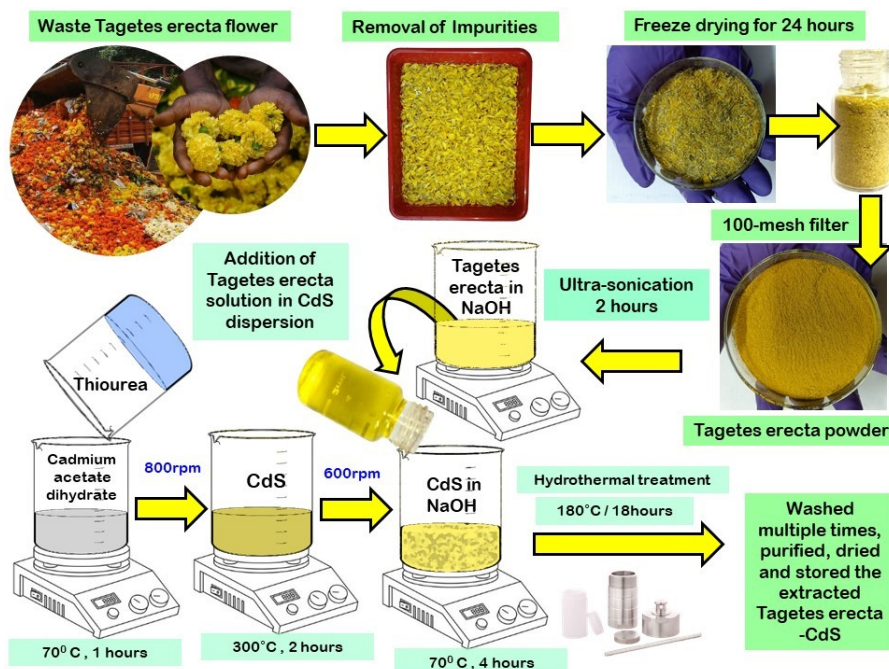 Waste Tagetes erecta flower
Removal of Impurities
Freeze drying for 24 hours
100-mesh filter
Addition of
Tagetes erecta
solution in CdS
dispersion
Tagetes
erecta in
NaOH
Ultra-sonication
2 hours
Tagetes erecta powder
Thiourea
Cadmium
acetate
dihydrate
800rpm
CdS
600rpm
CdS in
NaOH
Hydrothermal treatment
180°C / 18hours
Washed
multiple times,
purified, dried
and stored the
extracted
Tagetes erecta
-CdS
70⁰ C , 1 hours
300°C , 2 hours
70⁰ C , 4 hours